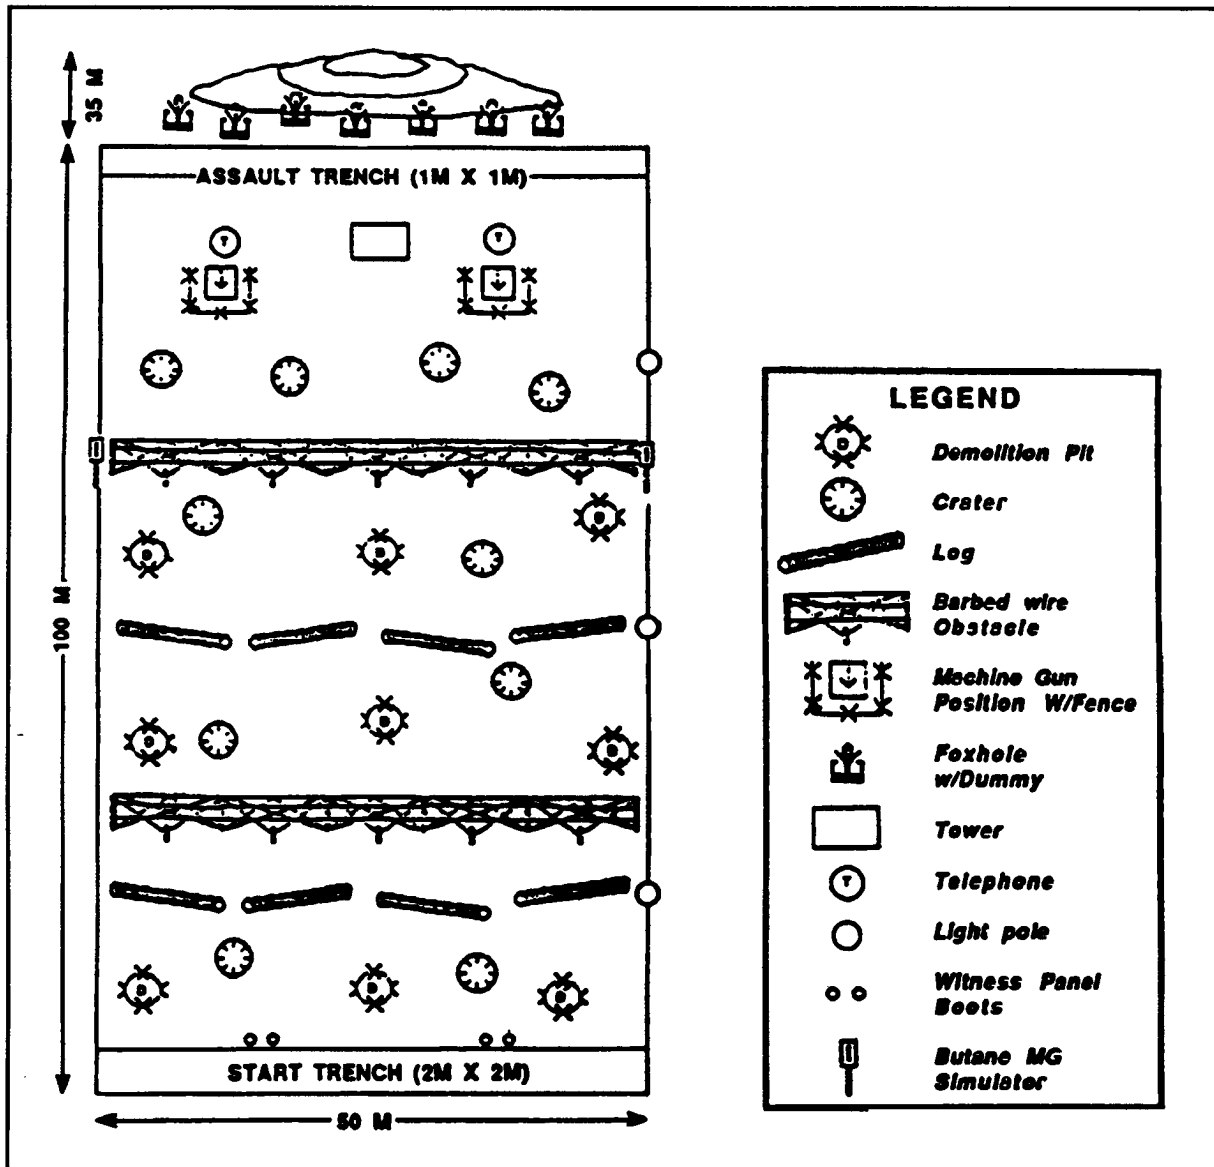 35 M
ASSAULT TRENCH (1M X 1M)
T
T
100 M
D
D
D
D
D
D
D
D
D
START TRENCH (2M X 2M)
50 M
LEGEND
D
Demolition Pit
Crater
Log
Barbed wire
Obstacle
Machine Gun
Position W/Fence
Foxhole
w/Dummy
Tower
T
Telephone
Light pole
Witness Panel
Boots
Butane MG
Simulator